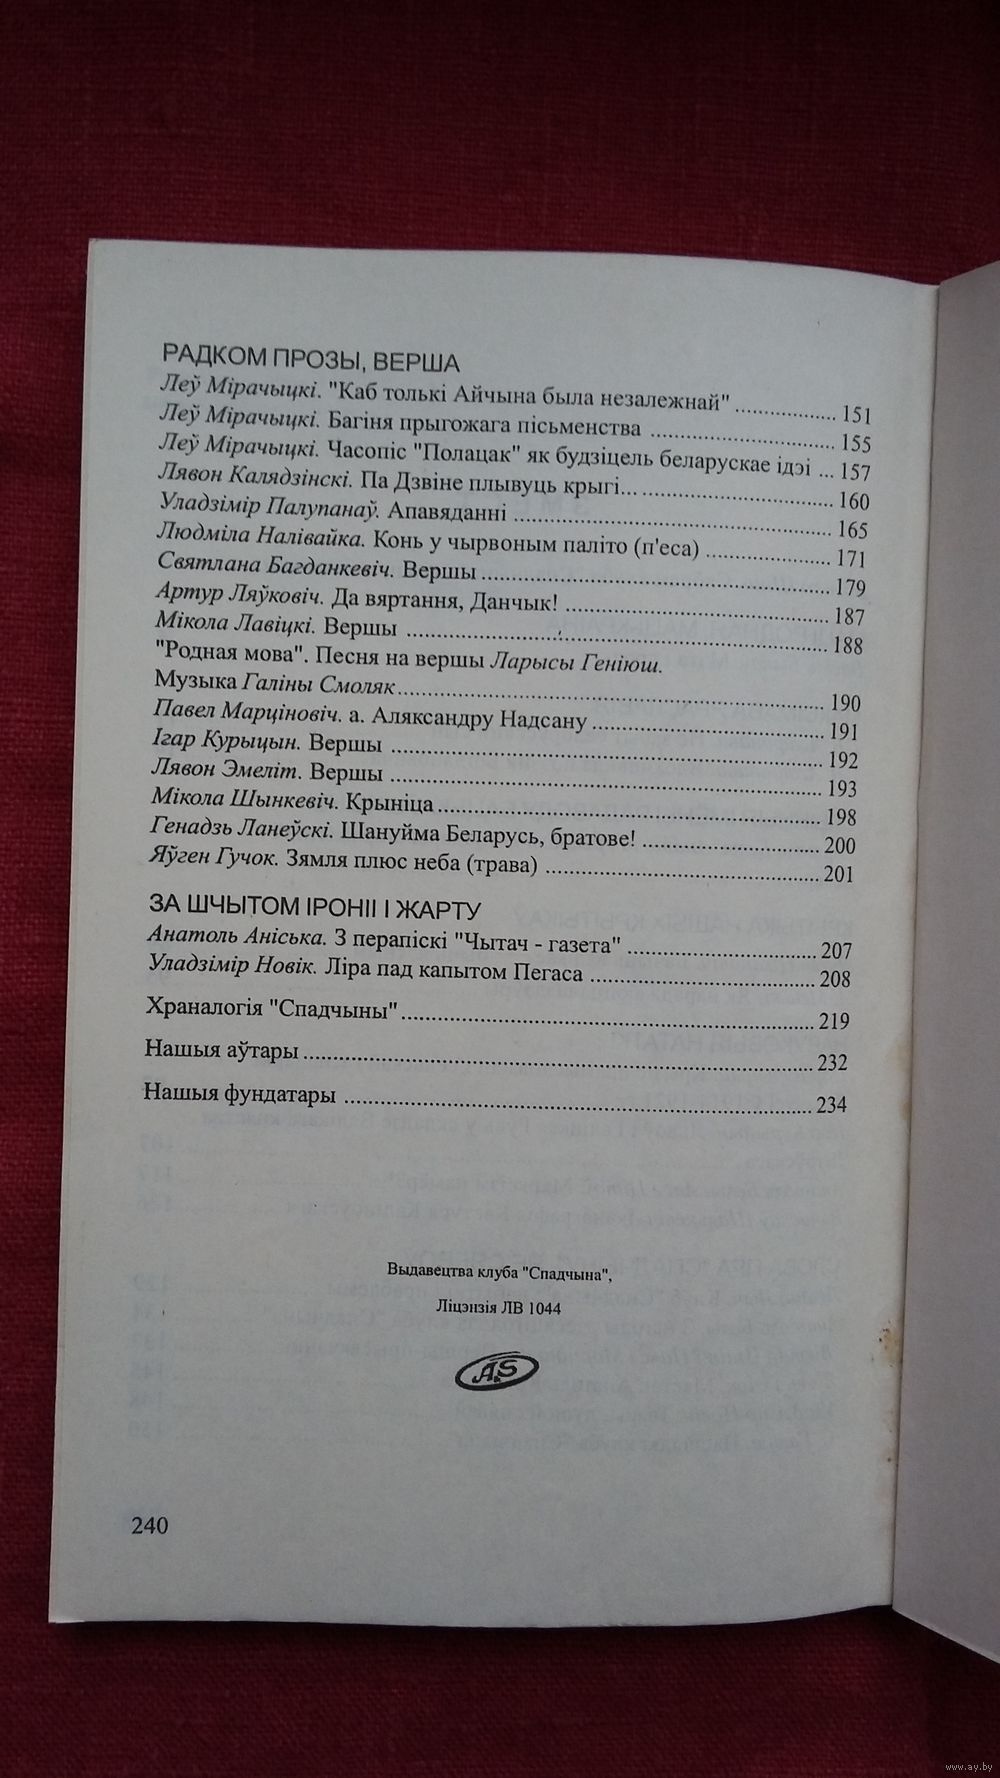 РАДКОМ ПРОЗЫ, ВЕРША
Леў Мірачыцкі. "Каб толькі Айчына была незалежнай" ................ 151
Леў Мірачыцкі. Багіня прыгожага пісьменства ............................. 155
Леў Мірачыцкі. Часопіс "Полацак" як будзіцель беларускае ідэі ... 157
Лявон Калядзінскі. Па Дзвіне плывуць крыгі... ............................. 160
Уладзімір Палупанаў. Апавяданні .................................................. 165
Людміла Налівайка. Конь у чырвоным паліто (п'еса) .................... 171
Святлана Багданкевіч. Вершы ....................................................... 179
Артур Ляўковіч. Да вяртання, Данчык! ......................................... 187
Мікола Лавіцкі. Вершы .................................................................. 188
"Родная мова". Песня на вершы Ларысы Геніюш.
Музыка Галіны Смоляк.................................................................... 190
Павел Марціновіч. а. Аляксандру Надсану .................................... 191
Ігар Курыцын. Вершы .................................................................... 192
Лявон Эмеліт. Вершы .................................................................... 193
Мікола Шынкевіч. Крыніца ............................................................ 198
Генадзь Ланеўскі. Шануйма Беларусь, братове! ............................ 200
Яўген Гучок. Зямля плюс неба (трава) ........................................... 201
ЗА ШЧЫТОМ ІРОНІІ І ЖАРТУ
Анатоль Аніська. З перапіскі "Чытач - газета" .............................. 207
Уладзімір Новік. Ліра пад капытом Пегаса .................................... 208
Храналогія "Спадчыны".................................................................. 219
Нашыя аўтары ................................................................................. 232
Нашыя фундатары .......................................................................... 234
Выдавецтва клуба "Спадчына",
Ліцэнзія ЛВ 1044
AS
240
www.ay.by